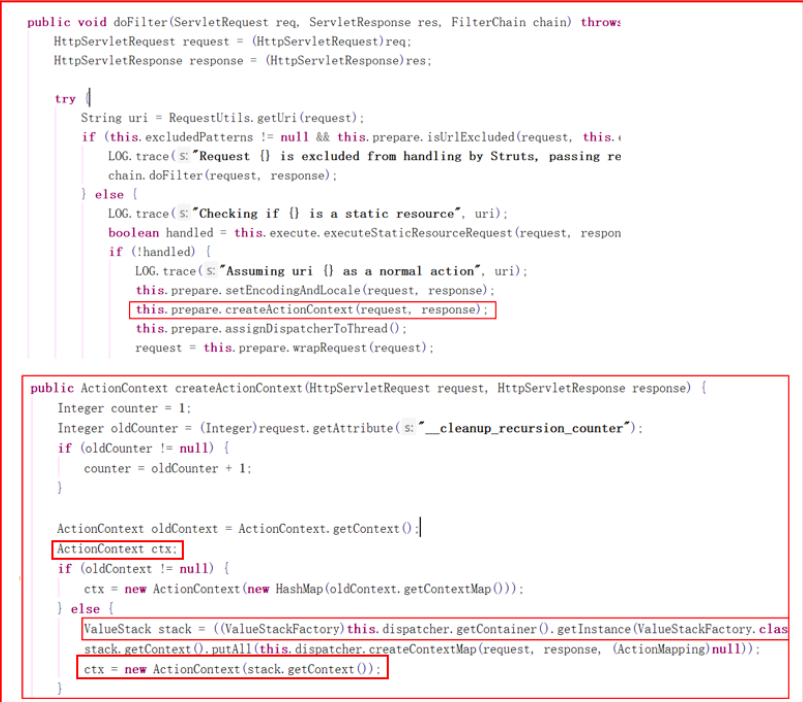 public void doFilter(ServletRequest req, ServletResponse res, FilterChain chain) throws
HttpServletRequest request = (HttpServletRequest)req;
HttpServletResponse response = (HttpServletResponse)res;
try {
String uri = RequestUtils.getUri(request);
if (this.excludedPatterns != null && this.prepare.isUrlExcluded(request, this.
LOG.trace( s: "Request {} is excluded from handling by Struts, passing re
chain.doFilter(request, response);
} else {
LOG.trace( s: "Checking if {} is a static resource", uri);
boolean handled = this.execute.executeStaticResourceRequest(request, respon
if (!handled) {
LOG.trace( s: "Assuming uri {} as a normal action", uri);
this.prepare.setEncodingAndLocale(request, response);
this.prepare.createActionContext(request, response);
this.prepare.assignDispatcherToThread();
request = this.prepare.wrapRequest(request);
public ActionContext createActionContext(HttpServletRequest request, HttpServletResponse response) {
Integer counter = 1;
Integer oldCounter = (Integer)request.getAttribute( s: "__cleanup_recursion_counter");
if (oldCounter != null) {
counter = oldCounter + 1;
}
ActionContext oldContext = ActionContext.getContext();
ActionContext ctx;
if (oldContext != null) {
ctx = new ActionContext(new HashMap(oldContext.getContextMap()));
} else {
ValueStack stack = ((ValueStackFactory)this.dispatcher.getContainer().getInstance(ValueStackFactory.clas
stack.getContext().putAll(this.dispatcher.createContextMap(request, response, (ActionMapping)null));
ctx = new ActionContext(stack.getContext());
}